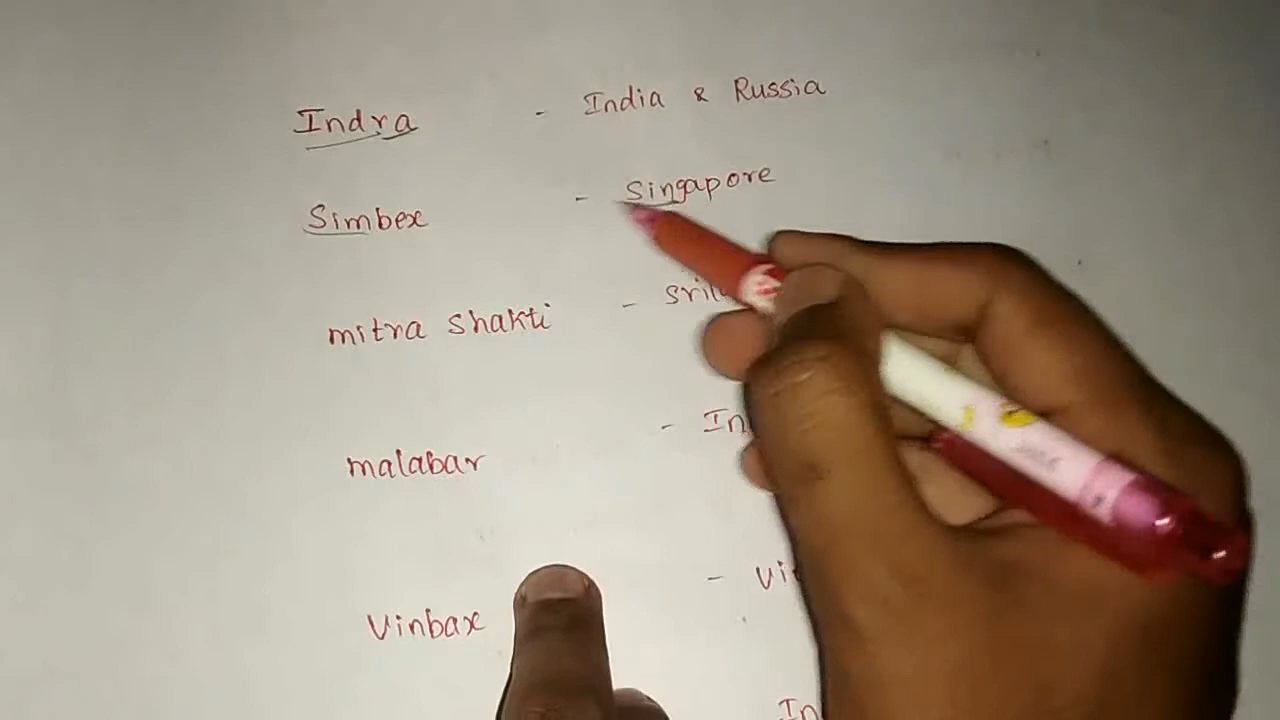 Indra - India & Russia
Simbex - Singapore
mitra shakti -
malabar -
Vinbax -